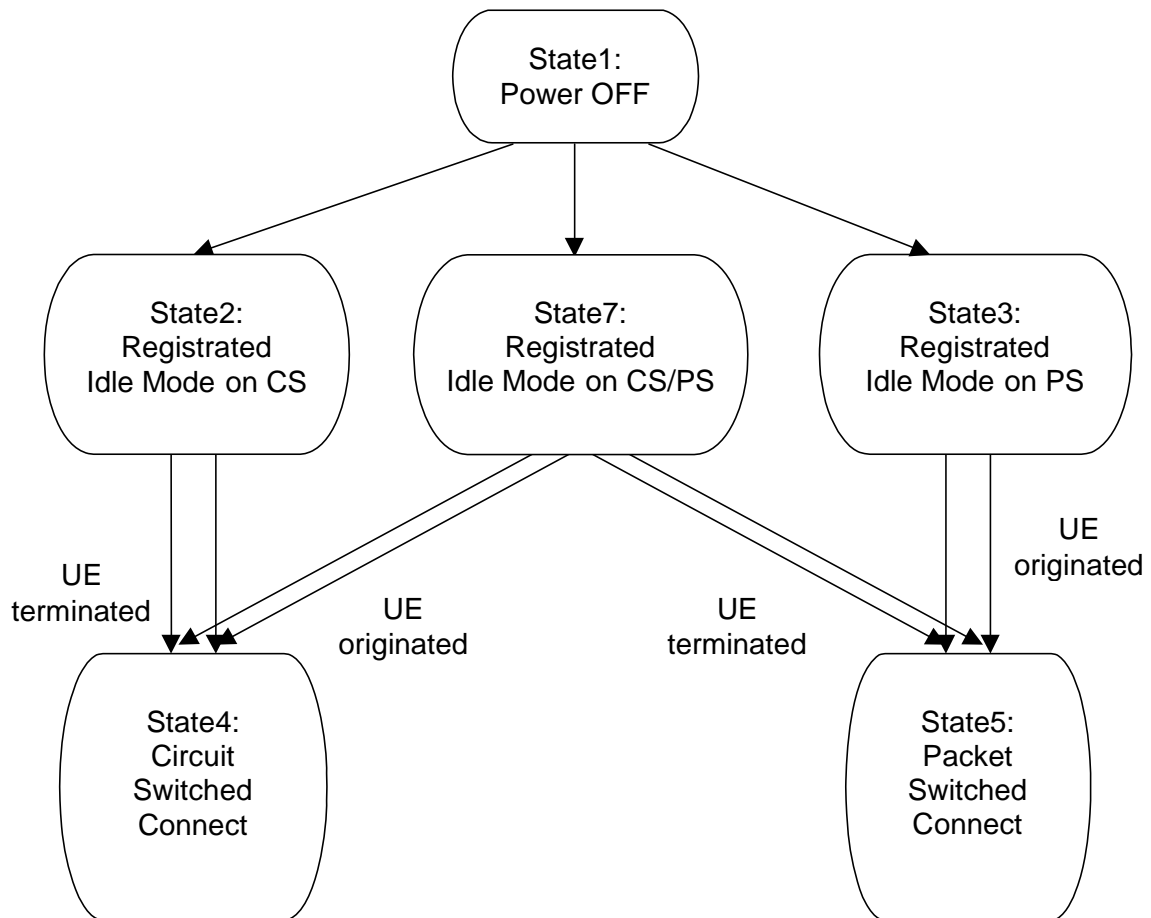 State1:
Power OFF
State2:
Registrated
Idle Mode on CS
State7:
Registrated
Idle Mode on CS/PS
State3:
Registrated
Idle Mode on PS
UE
terminated
UE
originated
UE
terminated
UE
originated
State4:
Circuit
Switched
Connect
State5:
Packet
Switched
Connect